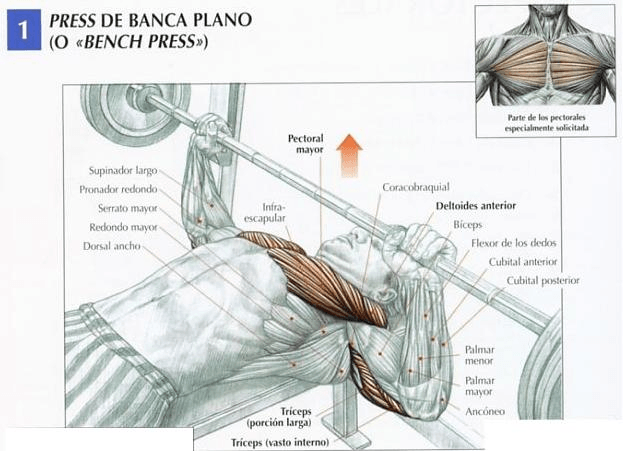 1
PRESS DE BANCA PLANO
(O «BENCH PRESS»)
Parte de los pectorales
especialmente solicitada
Pectoral
mayor
Supinador largo
Pronador redondo
Serrato mayor
Redondo mayor
Dorsal ancho
Infra-
escapular
Coracobraquial
Deltoides anterior
Bíceps
Flexor de los dedos
Cubital anterior
Cubital posterior
Palmar
menor
Palmar
mayor
Ancóneo
Tríceps
(porción larga)
Tríceps (vasto interno)